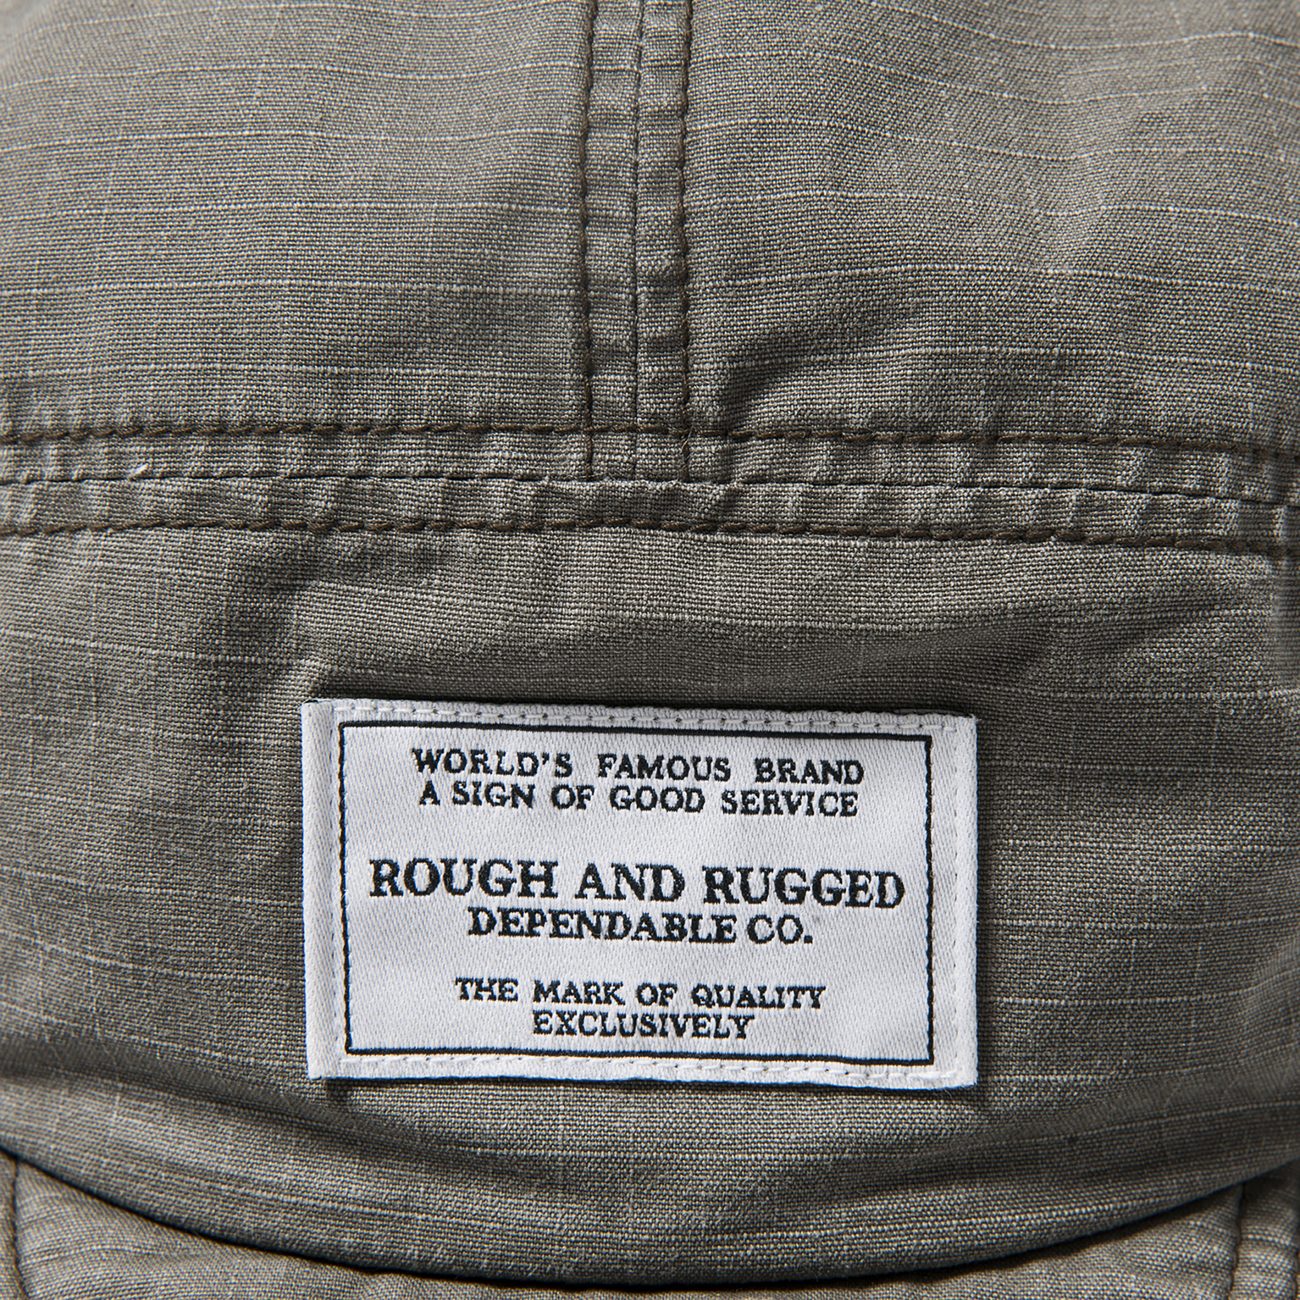 WORLD'S FAMOUS BRAND
A SIGN OF GOOD SERVICE
ROUGH AND RUGGED
DEPENDABLE CO.
THE MARK OF QUALITY
EXCLUSIVELY